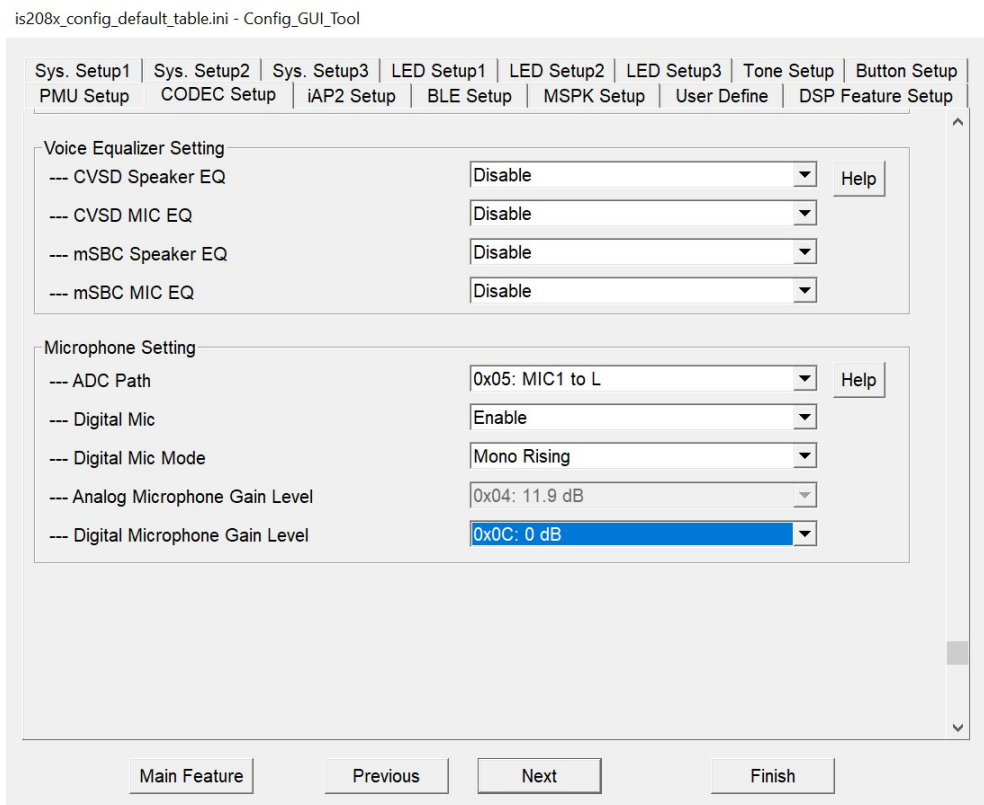 is208x_config_default_table.ini - Config_GUI_Tool
Sys. Setup1 Sys. Setup2 Sys. Setup3 LED Setup1 LED Setup2 LED Setup3 Tone Setup Button Setup
PMU Setup CODEC Setup iAP2 Setup BLE Setup MSPK Setup User Define DSP Feature Setup
Voice Equalizer Setting
--- CVSD Speaker EQ Disable Help
--- CVSD MIC EQ Disable
--- mSBC Speaker EQ Disable
--- mSBC MIC EQ Disable
Microphone Setting
--- ADC Path 0x05: MIC1 to L Help
--- Digital Mic Enable
--- Digital Mic Mode Mono Rising
--- Analog Microphone Gain Level 0x04: 11.9 dB
--- Digital Microphone Gain Level 0x0C: 0 dB
Main Feature Previous Next Finish